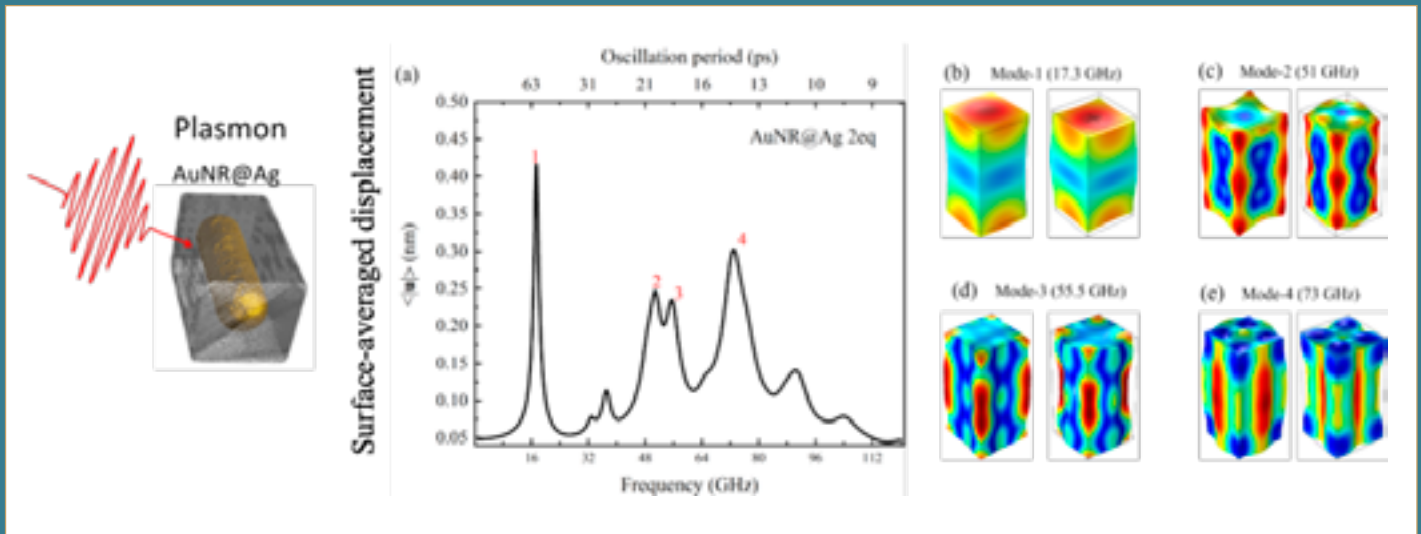 Plasmon
AuNR@Ag
Surface-averaged displacement
(a)
Oscillation period (ps)
63 31 21 16 13 10 9
<|u|> (nm)
0.50
0.45
0.40
0.35
0.30
0.25
0.20
0.15
0.10
0.05
AuNR@Ag 2eq
1
2
3
4
16 32 48 64 80 96 112
Frequency (GHz)
(b) Mode-1 (17.3 GHz)
(c) Mode-2 (51 GHz)
(d) Mode-3 (55.5 GHz)
(e) Mode-4 (73 GHz)